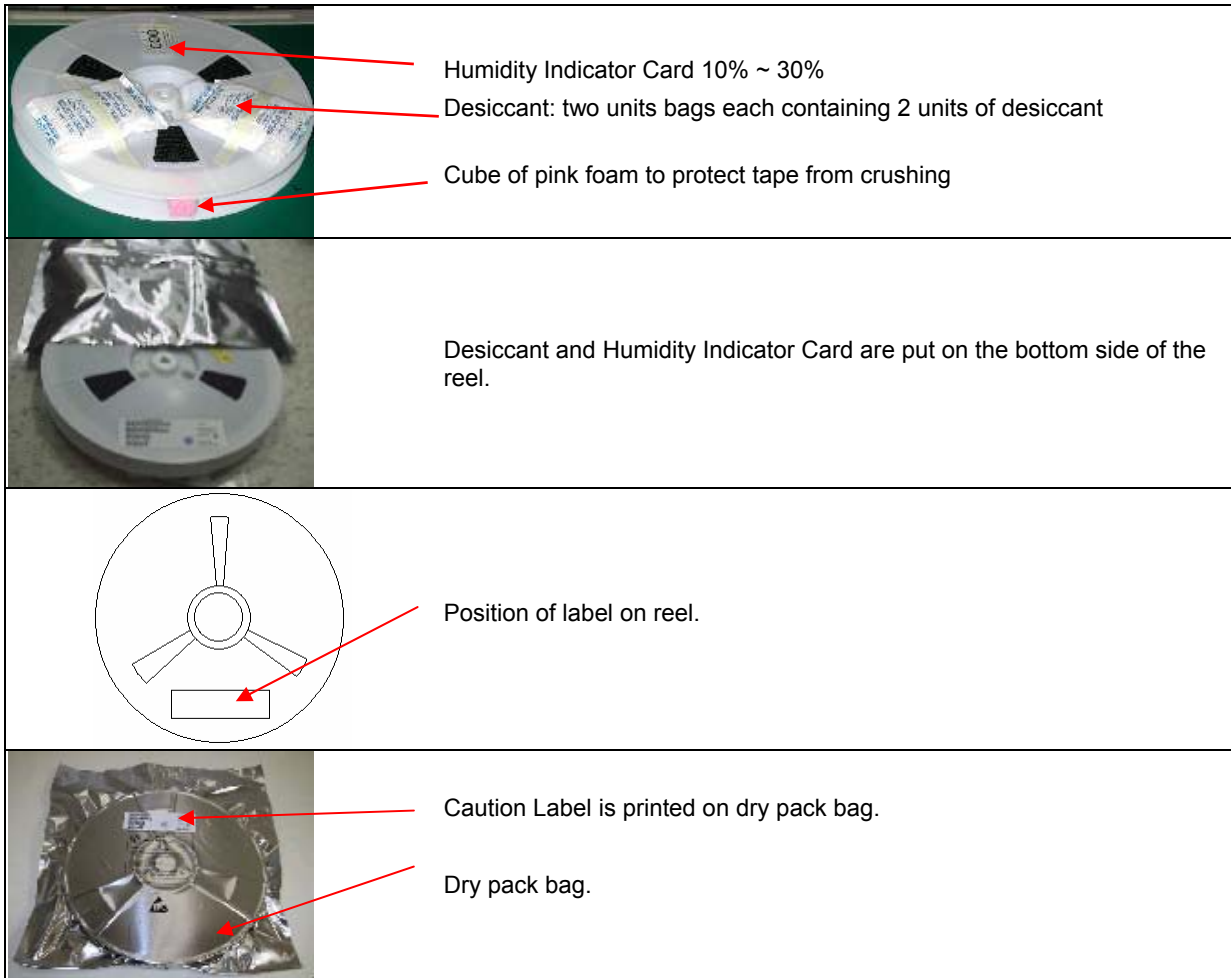 Humidity Indicator Card 10% ~ 30%
Desiccant: two units bags each containing 2 units of desiccant
Cube of pink foam to protect tape from crushing
Desiccant and Humidity Indicator Card are put on the bottom side of the
reel.
Position of label on reel.
Caution Label is printed on dry pack bag.
Dry pack bag.